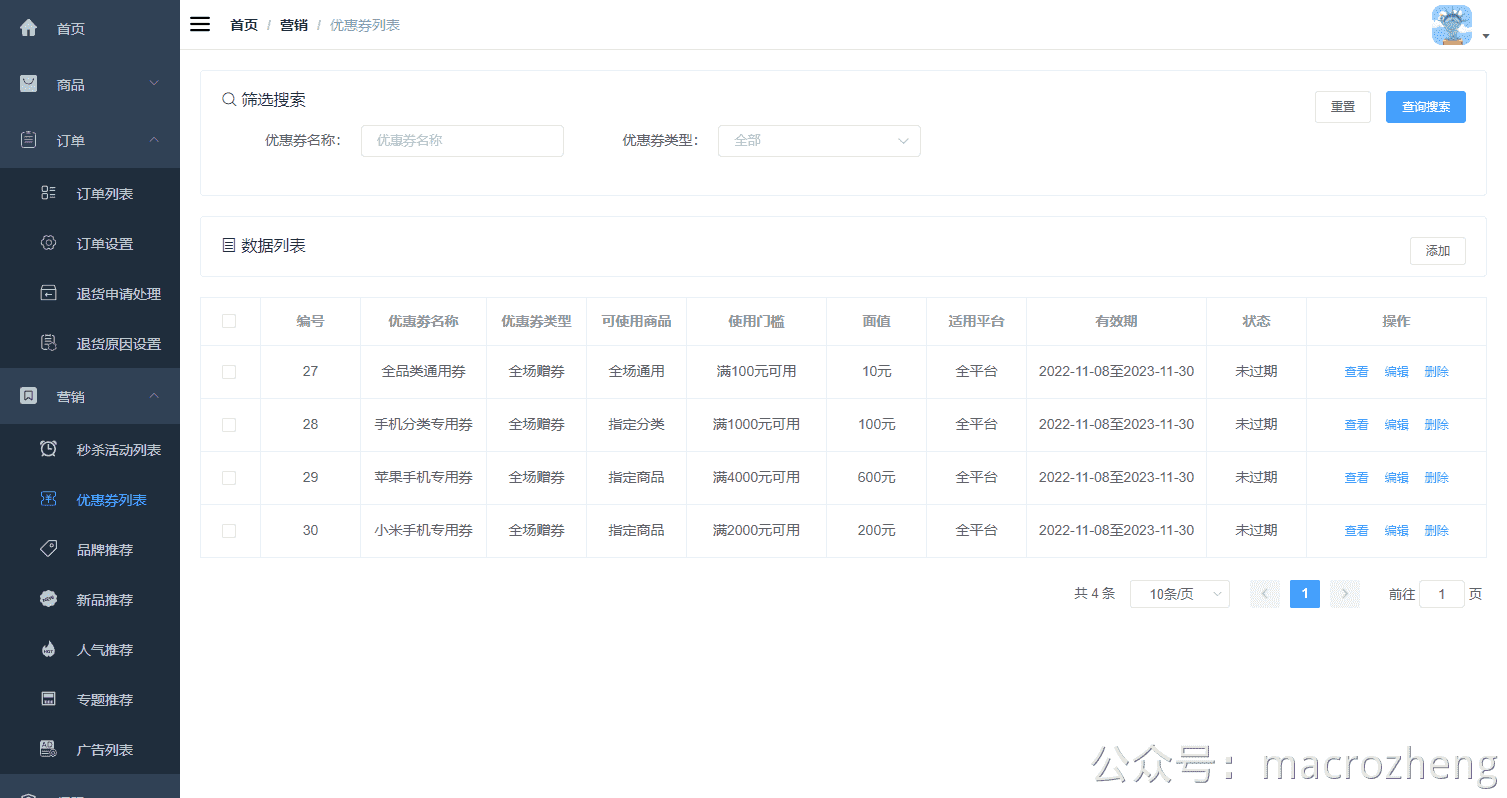 首页
商品
订单
订单列表
订单设置
退货申请处理
退货原因设置
营销
秒杀活动列表
优惠券列表
品牌推荐
新品推荐
人气推荐
专题推荐
广告列表
首页 / 营销 / 优惠券列表
筛选搜索
重置 查询搜索
优惠券名称： 优惠券名称 优惠券类型： 全部
数据列表
添加
编号 优惠劵名称 优惠券类型 可使用商品 使用门槛 面值 适用平台 有效期 状态 操作
27 全品类通用券 全场赠券 全场通用 满100元可用 10元 全平台 2022-11-08至2023-11-30 未过期 查看 编辑 删除
28 手机分类专用券 全场赠券 指定分类 满1000元可用 100元 全平台 2022-11-08至2023-11-30 未过期 查看 编辑 删除
29 苹果手机专用券 全场赠券 指定商品 满4000元可用 600元 全平台 2022-11-08至2023-11-30 未过期 查看 编辑 删除
30 小米手机专用券 全场赠券 指定商品 满2000元可用 200元 全平台 2022-11-08至2023-11-30 未过期 查看 编辑 删除
共 4 条 10条/页 1 前往 1 页
公众号：macrozheng